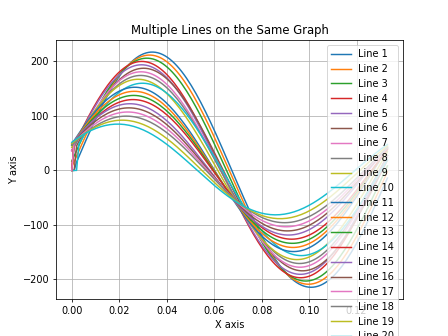 Multiple Lines on the Same Graph
200
100
0
−100
−200
Y axis
0.00
0.02
0.04
0.06
0.08
0.10
X axis
Line 1
Line 2
Line 3
Line 4
Line 5
Line 6
Line 7
Line 8
Line 9
Line 10
Line 11
Line 12
Line 13
Line 14
Line 15
Line 16
Line 17
Line 18
Line 19
Line 20